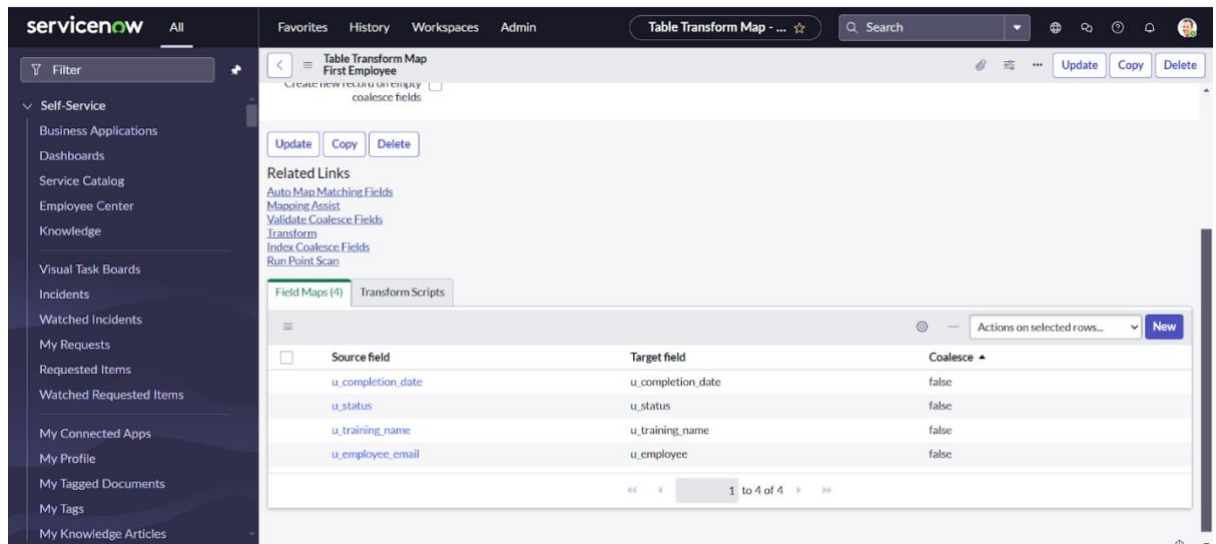 servicenow All Favorites History Workspaces Admin Table Transform Map - ... Search
Filter
Table Transform Map
First Employee
Update Copy Delete
Self-Service
Business Applications
Dashboards
Service Catalog
Employee Center
Knowledge
Visual Task Boards
Incidents
Watched Incidents
My Requests
Requested Items
Watched Requested Items
My Connected Apps
My Profile
My Tagged Documents
My Tags
My Knowledge Articles
Create new record on empty
coalesce fields
Update Copy Delete
Related Links
Auto Map Matching Fields
Mapping Assist
Validate Coalesce Fields
Transform
Index Coalesce Fields
Run Point Scan
Field Maps (4) Transform Scripts
Actions on selected rows... New
Source field Target field Coalesce
u_completion_date u_completion_date false
u_status u_status false
u_training_name u_training_name false
u_employee_email u_employee false
1 to 4 of 4